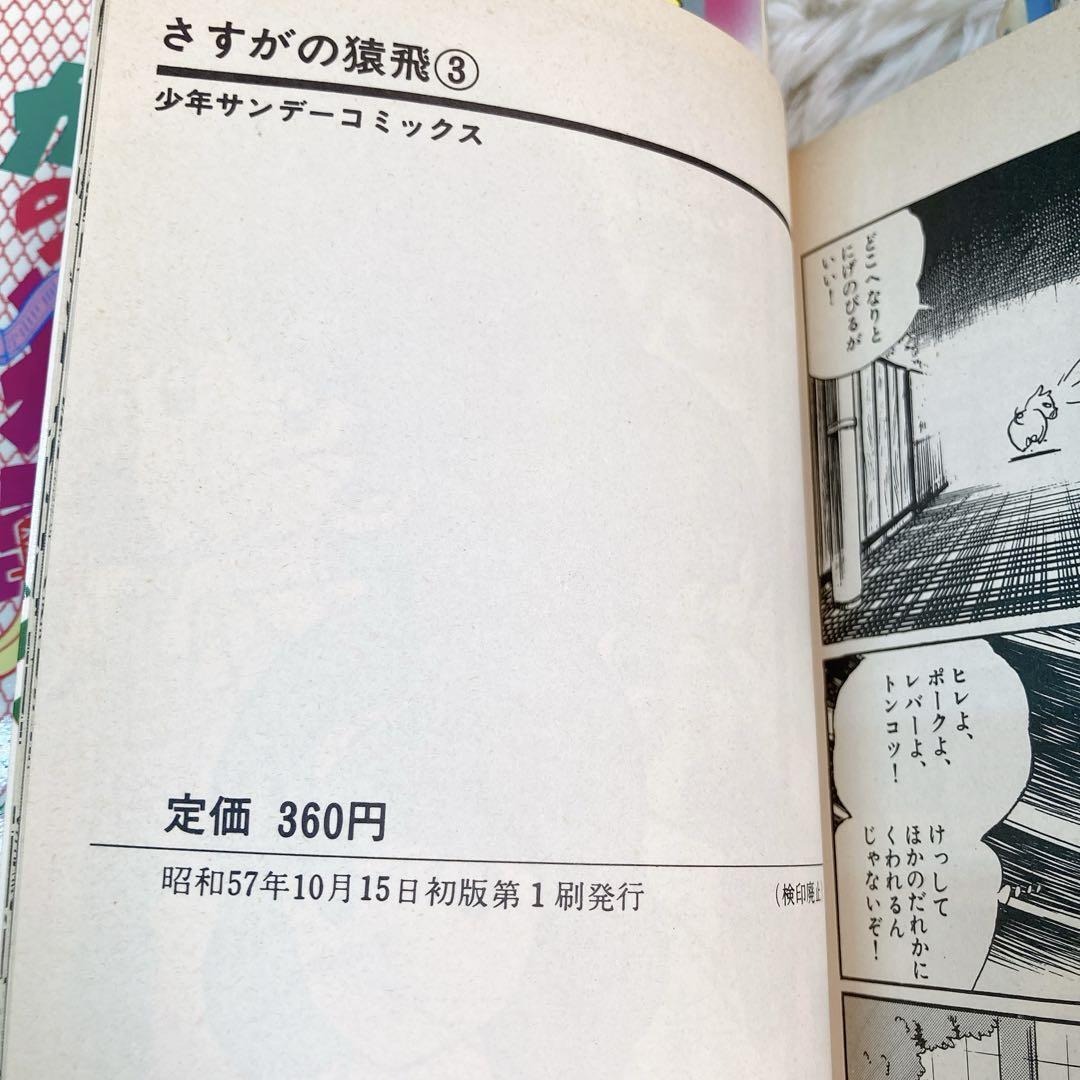 さすがの猿飛③
少年サンデーコミックス
定価 360円
昭和57年10月15日初版第1刷発行
(検印廃止
どこへなりと
にげのびるが
いい!
ヒレよ、
ポークよ、
レバーよ、
トンコツ!
けっして
ほかのだれかに
くわれるん
じゃないぞ!